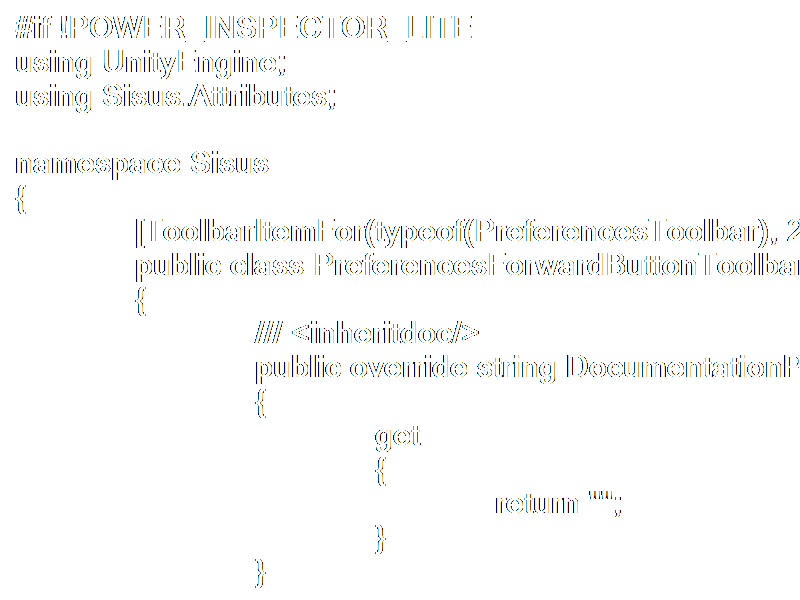 #if !POWER_INSPECTOR_LITE
using UnityEngine;
using Sisus.Attributes;
namespace Sisus
{
[ToolbarItemFor(typeof(PreferencesToolbar), 2
public class PreferencesForwardButtonToolbar
{
/// <inheritdoc/>
public override string DocumentationP
{
get
{
return "";
}
}